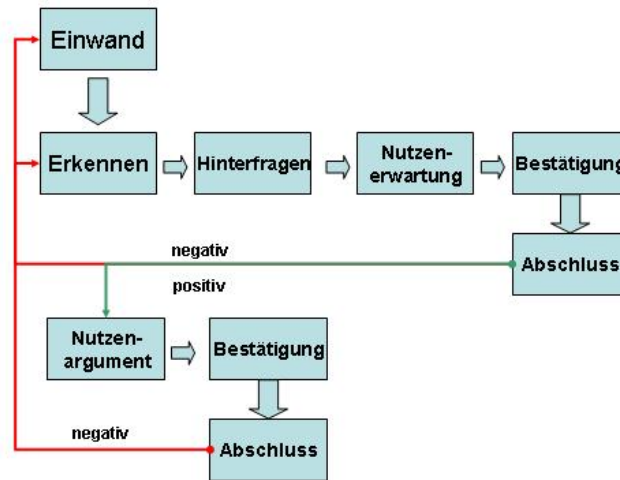 Einwand
Erkennen
Hinterfragen
Nutzen-
erwartung
Bestätigung
negativ
Abschluss
positiv
Nutzen-
argument
Bestätigung
negativ
Abschluss